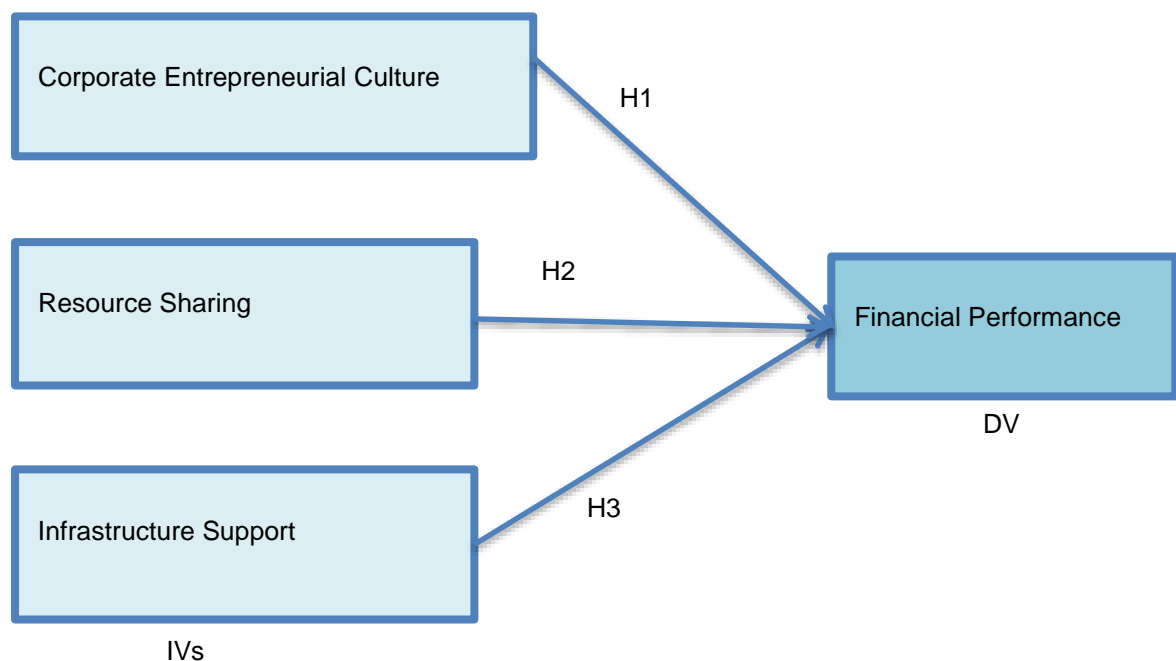 Corporate Entrepreneurial Culture
H1
Resource Sharing
H2
Financial Performance
DV
Infrastructure Support
H3
IVs